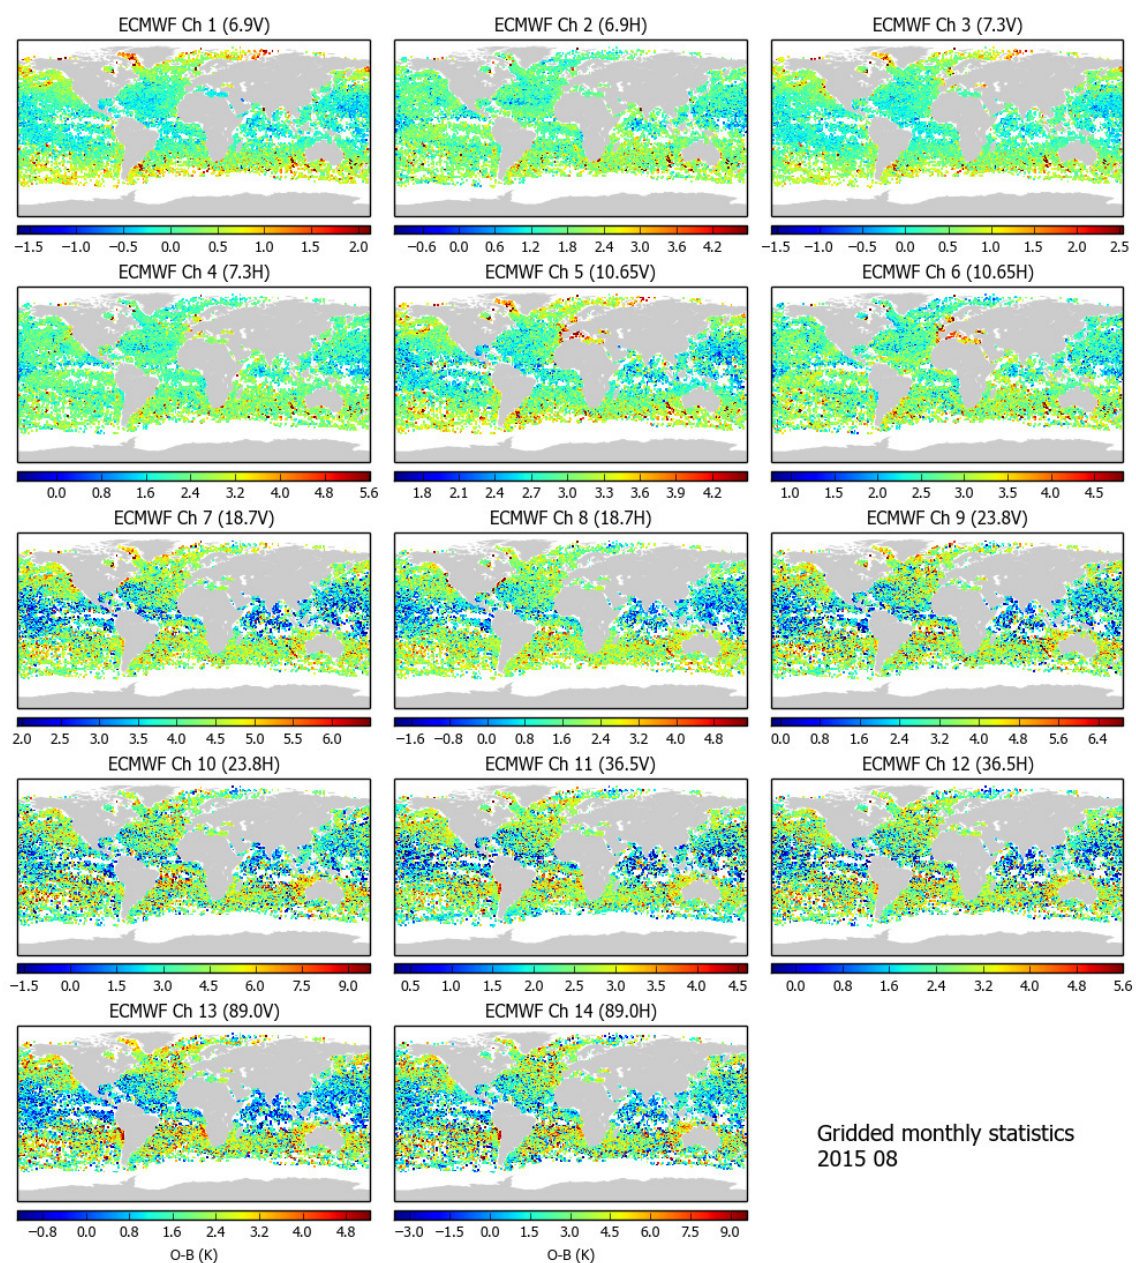 ECMWF Ch 1 (6.9V) ECMWF Ch 2 (6.9H) ECMWF Ch 3 (7.3V)
−1.5 −1.0 −0.5 0.0 0.5 1.0 1.5 2.0 −0.6 0.0 0.6 1.2 1.8 2.4 3.0 3.6 4.2 −1.5 −1.0 −0.5 0.0 0.5 1.0 1.5 2.0 2.5
ECMWF Ch 4 (7.3H) ECMWF Ch 5 (10.65V) ECMWF Ch 6 (10.65H)
0.0 0.8 1.6 2.4 3.2 4.0 4.8 5.6 1.8 2.1 2.4 2.7 3.0 3.3 3.6 3.9 4.2 1.0 1.5 2.0 2.5 3.0 3.5 4.0 4.5
ECMWF Ch 7 (18.7V) ECMWF Ch 8 (18.7H) ECMWF Ch 9 (23.8V)
2.0 2.5 3.0 3.5 4.0 4.5 5.0 5.5 6.0 −1.6 −0.8 0.0 0.8 1.6 2.4 3.2 4.0 4.8 0.0 0.8 1.6 2.4 3.2 4.0 4.8 5.6 6.4
ECMWF Ch 10 (23.8H) ECMWF Ch 11 (36.5V) ECMWF Ch 12 (36.5H)
−1.5 0.0 1.5 3.0 4.5 6.0 7.5 9.0 0.5 1.0 1.5 2.0 2.5 3.0 3.5 4.0 4.5 0.0 0.8 1.6 2.4 3.2 4.0 4.8 5.6
ECMWF Ch 13 (89.0V) ECMWF Ch 14 (89.0H)
Gridded monthly statistics
2015 08
−0.8 0.0 0.8 1.6 2.4 3.2 4.0 4.8 −3.0 −1.5 0.0 1.5 3.0 4.5 6.0 7.5 9.0
O-B (K) O-B (K)